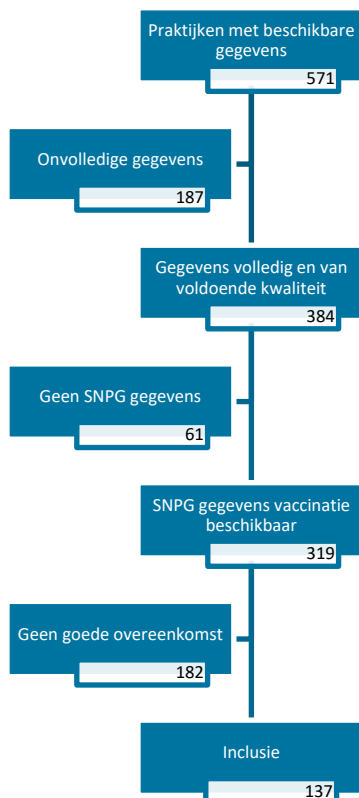 Praktijken met beschikbare
gegevens
571
Onvolledige gegevens
187
Gegevens volledig en van
voldoende kwaliteit
384
Geen SNPG gegevens
61
SNPG gegevens vaccinatie
beschikbaar
319
Geen goede overeenkomst
182
Inclusie
137